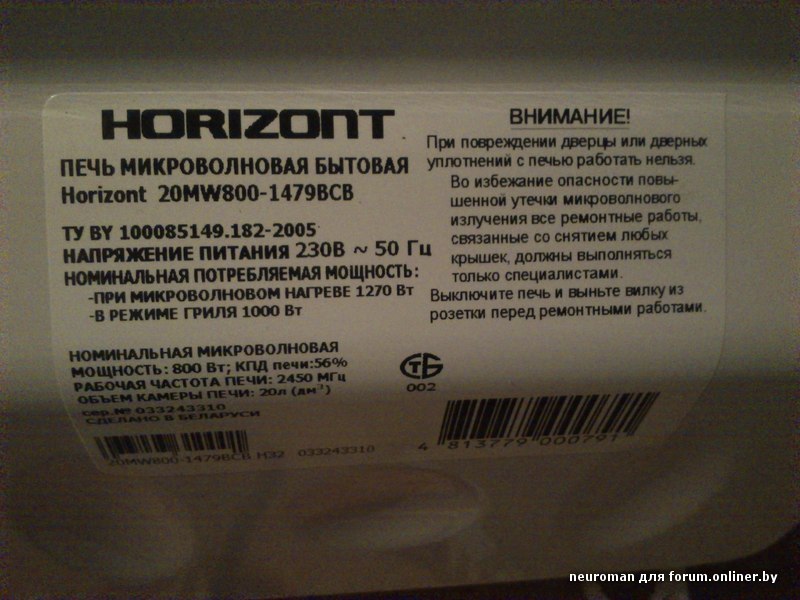 HORIZONT
ПЕЧЬ МИКРОВОЛНОВАЯ БЫТОВАЯ
Horizont 20MW800-1479BCB
ТУ BY 100085149.182-2005
НАПРЯЖЕНИЕ ПИТАНИЯ 230В ~ 50 Гц
НОМИНАЛЬНАЯ ПОТРЕБЛЯЕМАЯ МОЩНОСТЬ:
-ПРИ МИКРОВОЛНОВОМ НАГРЕВЕ 1270 Вт
-В РЕЖИМЕ ГРИЛЯ 1000 Вт
НОМИНАЛЬНАЯ МИКРОВОЛНОВАЯ
МОЩНОСТЬ: 800 Вт; КПД печи:56%
РАБОЧАЯ ЧАСТОТА ПЕЧИ: 2450 МГц
ОБЪЕМ КАМЕРЫ ПЕЧИ: 20л (дм³)
сер.№ 033243310
СДЕЛАНО В БЕЛАРУСИ
20MW800-1479BCB H32 033243310
ВНИМАНИЕ!
При повреждении дверцы или дверных
уплотнений с печью работать нельзя.
Во избежание опасности повы-
шенной утечки микроволнового
излучения все ремонтные работы,
связанные со снятием любых
крышек, должны выполняться
только специалистами.
Выключите печь и выньте вилку из
розетки перед ремонтными работами.
СТБ
002
4 813779 000791
neuroman для forum.onliner.by